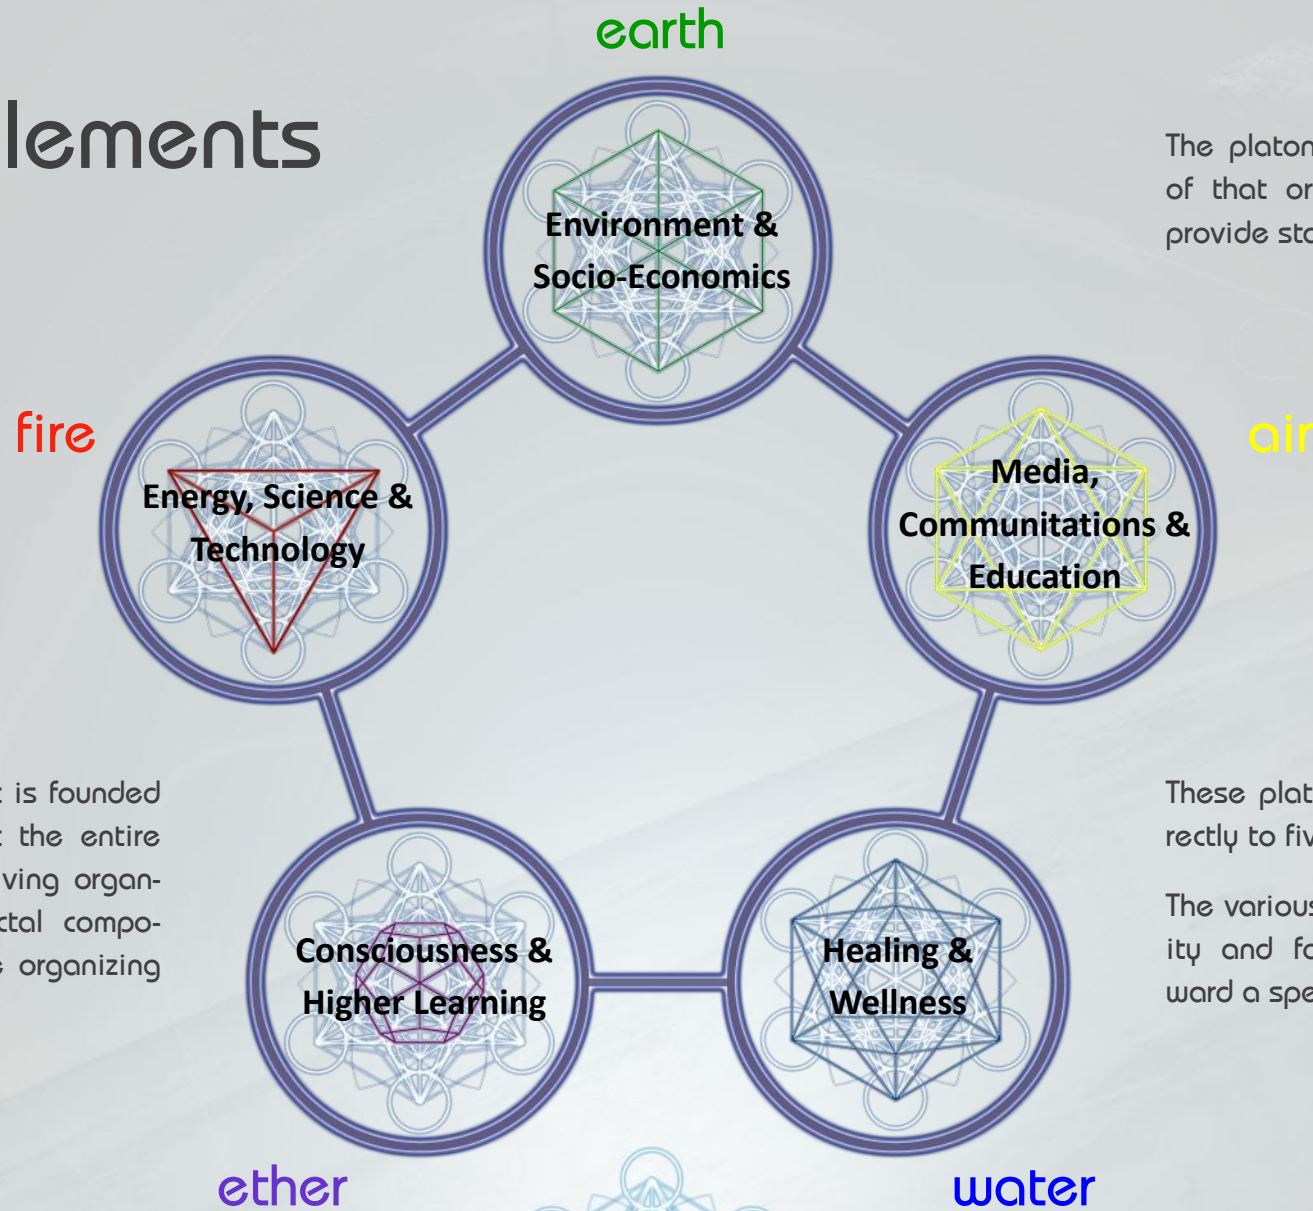 earth
lements
The platon
of that or
provide sta
Environment &
Socio-Economics
fire
air
Energy, Science &
Technology
Media,
Communitations &
Education
t is founded
t the entire
ving organ-
ctal compo-
e organizing
These plat
rectly to fiv
The various
ity and fo
ward a spe
Consciousness &
Higher Learning
Healing &
Wellness
ether
water